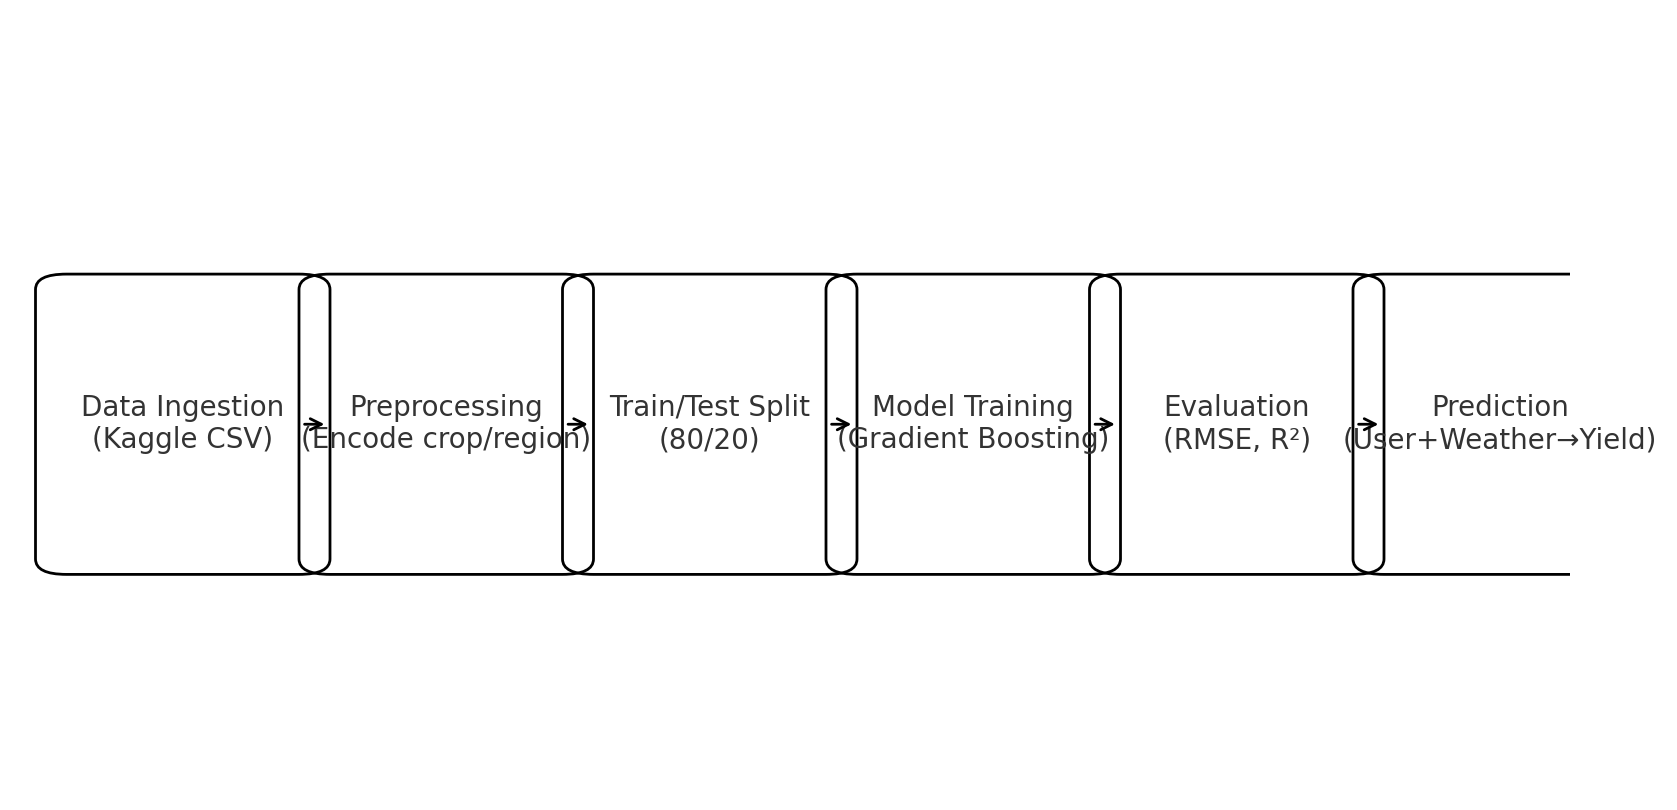 Data Ingestion
(Kaggle CSV)
Preprocessing
(Encode crop/region)
Train/Test Split
(80/20)
Model Training
(Gradient Boosting)
Evaluation
(RMSE, R²)
Prediction
(User+Weather→Yield)